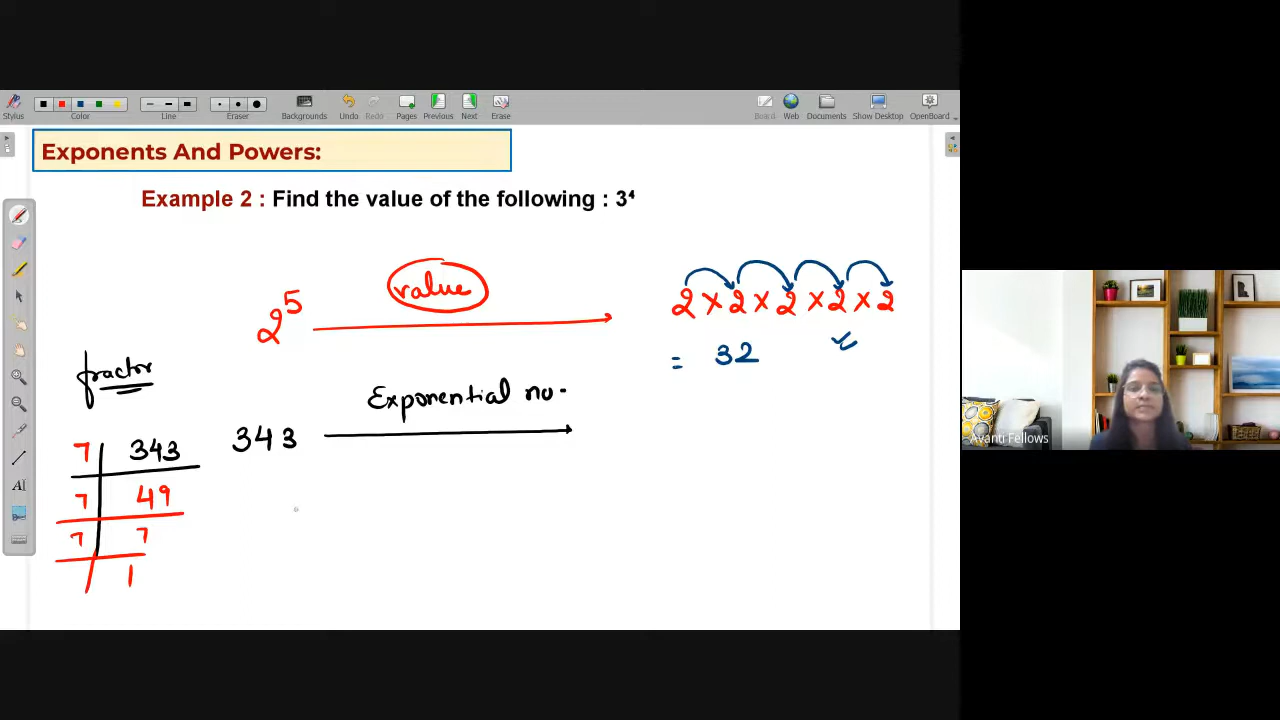 Stylus
Color
Line
Eraser
Backgrounds
Undo
Redo
Pages
Previous
Next
Erase
Board
Web
Documents
Show Desktop
OpenBoard
Exponents And Powers:
Example 2 : Find the value of the following : 3⁴
2⁵
value
2 × 2 × 2 × 2 × 2
= 32
fractor
Exponential no.
343
7 | 343
7 | 49
7 | 7
1
Avanti Fellows